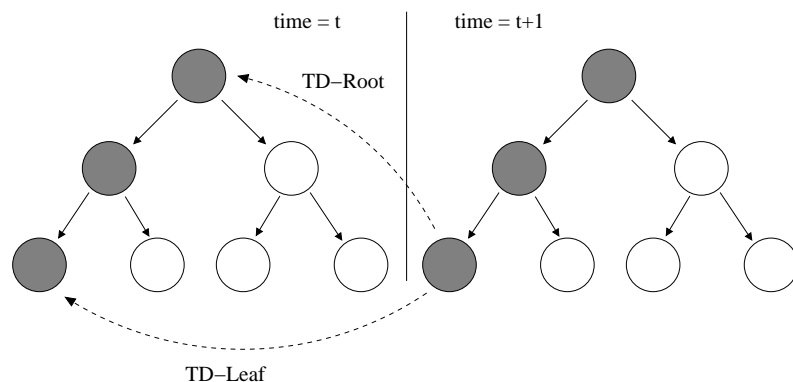 time = t
time = t+1
TD–Root
TD–Leaf